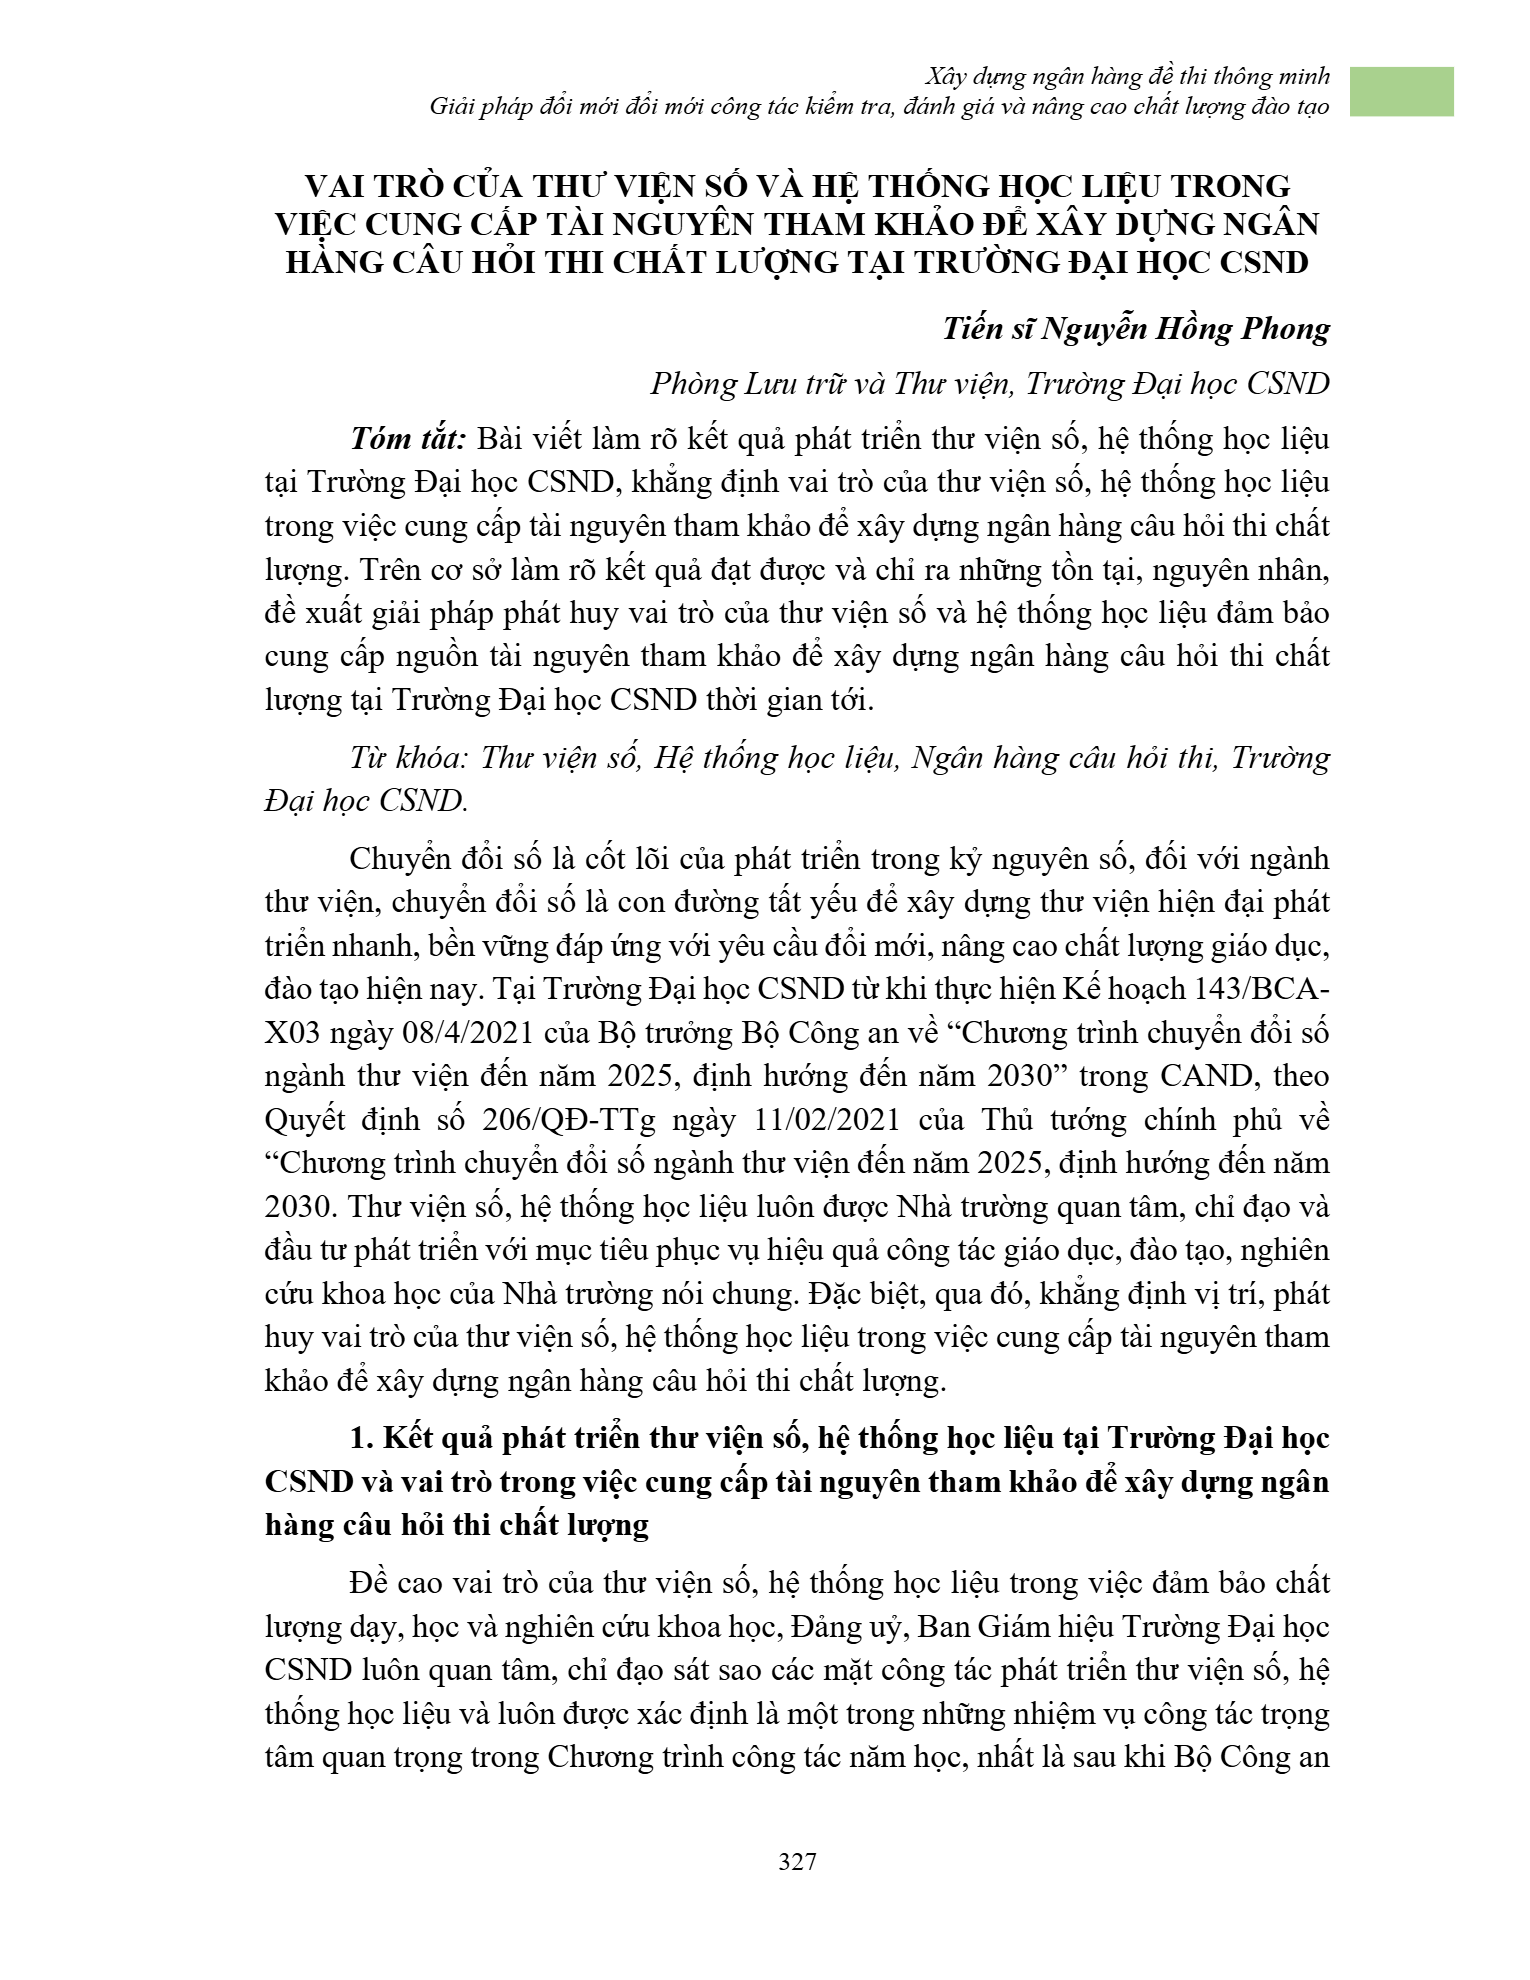 Xây dựng ngân hàng đề thi thông minh
Giải pháp đổi mới đổi mới công tác kiểm tra, đánh giá và nâng cao chất lượng đào tạo
VAI TRÒ CỦA THƯ VIỆN SỐ VÀ HỆ THỐNG HỌC LIỆU TRONG
VIỆC CUNG CẤP TÀI NGUYÊN THAM KHẢO ĐỂ XÂY DỰNG NGÂN
HÀNG CÂU HỎI THI CHẤT LƯỢNG TẠI TRƯỜNG ĐẠI HỌC CSND
Tiến sĩ Nguyễn Hồng Phong
Phòng Lưu trữ và Thư viện, Trường Đại học CSND
Tóm tắt: Bài viết làm rõ kết quả phát triển thư viện số, hệ thống học liệu
tại Trường Đại học CSND, khẳng định vai trò của thư viện số, hệ thống học liệu
trong việc cung cấp tài nguyên tham khảo để xây dựng ngân hàng câu hỏi thi chất
lượng. Trên cơ sở làm rõ kết quả đạt được và chỉ ra những tồn tại, nguyên nhân,
đề xuất giải pháp phát huy vai trò của thư viện số và hệ thống học liệu đảm bảo
cung cấp nguồn tài nguyên tham khảo để xây dựng ngân hàng câu hỏi thi chất
lượng tại Trường Đại học CSND thời gian tới.
Từ khóa: Thư viện số, Hệ thống học liệu, Ngân hàng câu hỏi thi, Trường
Đại học CSND.
Chuyển đổi số là cốt lõi của phát triển trong kỷ nguyên số, đối với ngành
thư viện, chuyển đổi số là con đường tất yếu để xây dựng thư viện hiện đại phát
triển nhanh, bền vững đáp ứng với yêu cầu đổi mới, nâng cao chất lượng giáo dục,
đào tạo hiện nay. Tại Trường Đại học CSND từ khi thực hiện Kế hoạch 143/BCA-
X03 ngày 08/4/2021 của Bộ trưởng Bộ Công an về “Chương trình chuyển đổi số
ngành thư viện đến năm 2025, định hướng đến năm 2030” trong CAND, theo
Quyết định số 206/QĐ-TTg ngày 11/02/2021 của Thủ tướng chính phủ về
“Chương trình chuyển đổi số ngành thư viện đến năm 2025, định hướng đến năm
2030. Thư viện số, hệ thống học liệu luôn được Nhà trường quan tâm, chỉ đạo và
đầu tư phát triển với mục tiêu phục vụ hiệu quả công tác giáo dục, đào tạo, nghiên
cứu khoa học của Nhà trường nói chung. Đặc biệt, qua đó, khẳng định vị trí, phát
huy vai trò của thư viện số, hệ thống học liệu trong việc cung cấp tài nguyên tham
khảo để xây dựng ngân hàng câu hỏi thi chất lượng.
1. Kết quả phát triển thư viện số, hệ thống học liệu tại Trường Đại học
CSND và vai trò trong việc cung cấp tài nguyên tham khảo để xây dựng ngân
hàng câu hỏi thi chất lượng
Đề cao vai trò của thư viện số, hệ thống học liệu trong việc đảm bảo chất
lượng dạy, học và nghiên cứu khoa học, Đảng uỷ, Ban Giám hiệu Trường Đại học
CSND luôn quan tâm, chỉ đạo sát sao các mặt công tác phát triển thư viện số, hệ
thống học liệu và luôn được xác định là một trong những nhiệm vụ công tác trọng
tâm quan trọng trong Chương trình công tác năm học, nhất là sau khi Bộ Công an
327